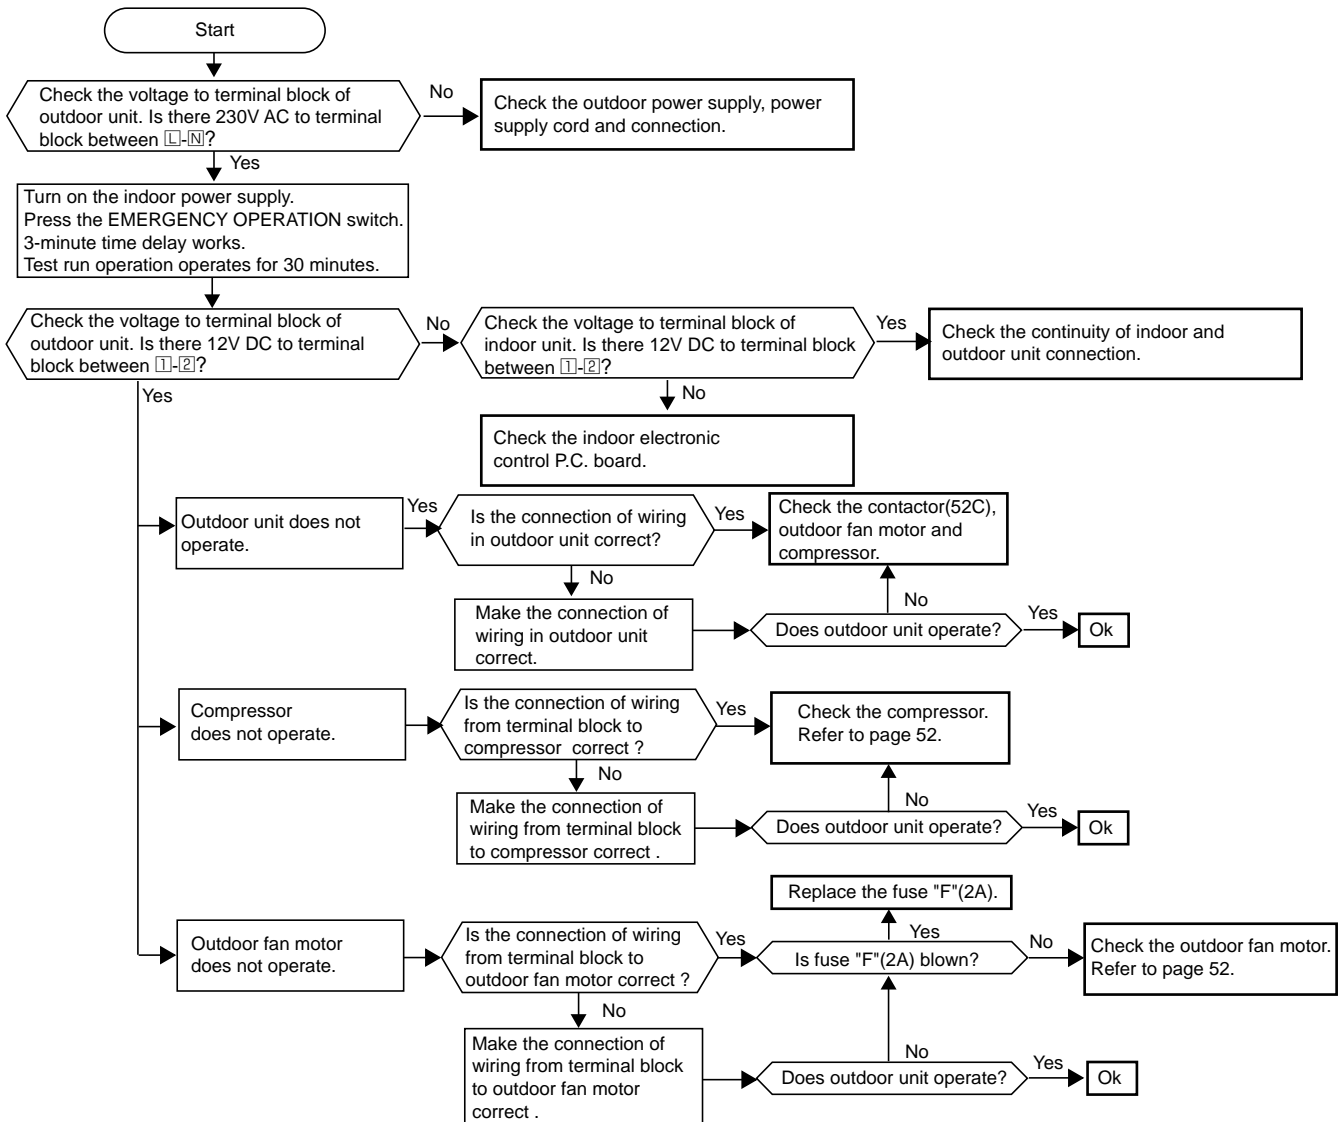 Start
Check the voltage to terminal block of
outdoor unit. Is there 230V AC to terminal
block between L-N?
No
Check the outdoor power supply, power
supply cord and connection.
Yes
Turn on the indoor power supply.
Press the EMERGENCY OPERATION switch.
3-minute time delay works.
Test run operation operates for 30 minutes.
Check the voltage to terminal block of
outdoor unit. Is there 12V DC to terminal
block between 1-2?
No
Check the voltage to terminal block of
indoor unit. Is there 12V DC to terminal block
between 1-2?
Yes
Check the continuity of indoor and
outdoor unit connection.
Yes
No
Check the indoor electronic
control P.C. board.
Outdoor unit does not
operate.
Yes
Is the connection of wiring
in outdoor unit correct?
Yes
Check the contactor(52C),
outdoor fan motor and
compressor.
No
Make the connection of
wiring in outdoor unit
correct.
No
Does outdoor unit operate?
Yes
Ok
Compressor
does not operate.
Is the connection of wiring
from terminal block to
compressor correct ?
Yes
Check the compressor.
Refer to page 52.
No
Make the connection of
wiring from terminal block
to compressor correct .
No
Does outdoor unit operate?
Yes
Ok
Replace the fuse "F"(2A).
Outdoor fan motor
does not operate.
Is the connection of wiring
from terminal block to
outdoor fan motor correct ?
Yes
Yes
Is fuse "F"(2A) blown?
No
Check the outdoor fan motor.
Refer to page 52.
No
Make the connection of
wiring from terminal block
to outdoor fan motor
correct .
No
Does outdoor unit operate?
Yes
Ok